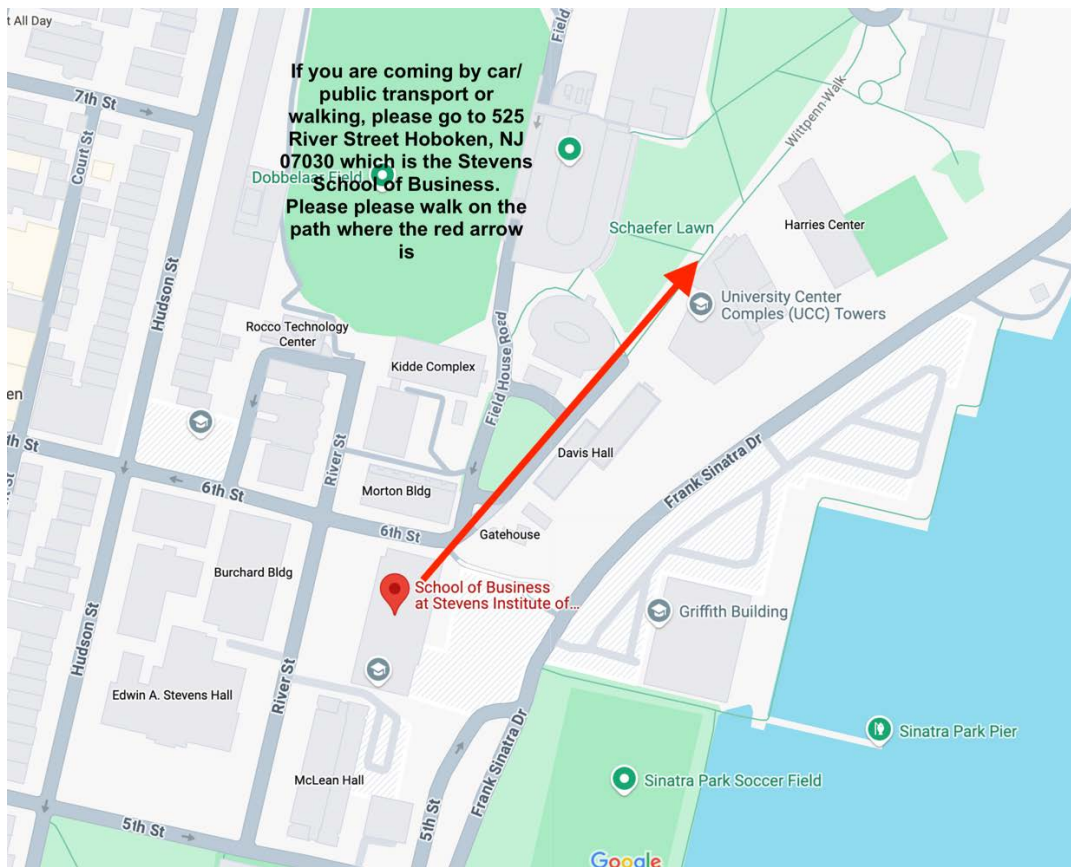 t All Day
7th St
Court St
Hudson St
If you are coming by car/
public transport or
walking, please go to 525
River Street Hoboken, NJ
07030 which is the Stevens
School of Business.
Please please walk on the
path where the red arrow
is
Dobbelaar Field
Field
Wittpenn Walk
Schaefer Lawn
Harries Center
University Center
Comples (UCC) Towers
Rocco Technology
Center
Kidde Complex
Field House Road
en
th St
Davis Hall
Frank Sinatra Dr
River St
6th St
Morton Bldg
6th St
Gatehouse
Burchard Bldg
School of Business
at Stevens Institute of...
Griffith Building
Hudson St
River St
Edwin A. Stevens Hall
Sinatra Park Pier
McLean Hall
Frank Sinatra Dr
Sinatra Park Soccer Field
5th St
5th St
Google